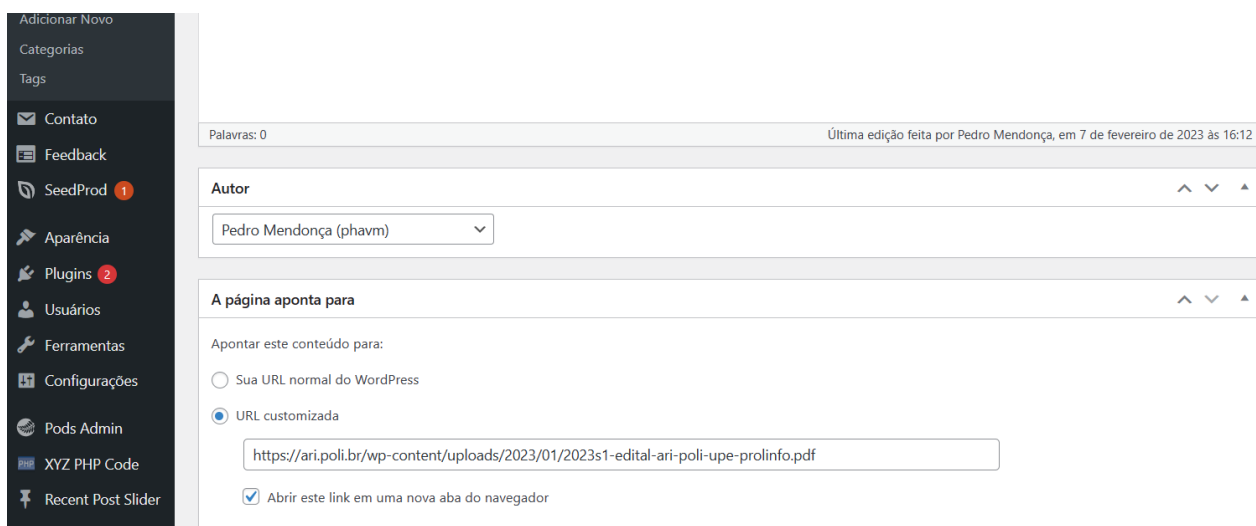 Adicionar Novo
Categorias
Tags
Contato
Feedback
SeedProd 1
Aparência
Plugins 2
Usuários
Ferramentas
Configurações
Pods Admin
PHP XYZ PHP Code
Recent Post Slider
Palavras: 0
Última edição feita por Pedro Mendonça, em 7 de fevereiro de 2023 às 16:12
Autor
Pedro Mendonça (phavm)
A página aponta para
Apontar este conteúdo para:
Sua URL normal do WordPress
URL customizada
https://ari.poli.br/wp-content/uploads/2023/01/2023s1-edital-ari-poli-upe-prolinfo.pdf
Abrir este link em uma nova aba do navegador